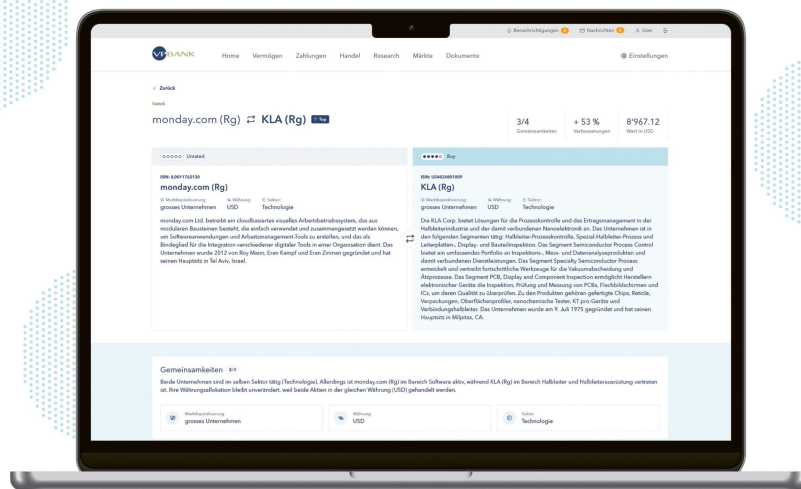 Benachrichtigungen
Nachrichten
User
VP BANK
Home Vermögen Zahlungen Handel Research Märkte Dokumente
Einstellungen
Zurück
Switch
monday.com (Rg) KLA (Rg) Top
3/4
Gemeinsamkeiten
+ 53 %
Verbesserungen
8'967.12
Wert in USD
Unrated
ISIN: IL0011762130
monday.com (Rg)
Marktkapitalisierung: Währung: Sektor:
grosses Unternehmen USD Technologie
monday.com Ltd. betreibt ein cloudbasiertes visuelles Arbeitsbetriebssystem, das aus
modularen Bausteinen besteht, die einfach verwendet und zusammengesetzt werden können,
um Softwareanwendungen und Arbeitsmanagement-Tools zu erstellen, und das als
Bindeglied für die Integration verschiedener digitaler Tools in einer Organisation dient. Das
Unternehmen wurde 2012 von Roy Mann, Eran Kampf und Eran Zinman gegründet und hat
seinen Hauptsitz in Tel Aviv, Israel.
Buy
ISIN: US4824801009
KLA (Rg)
Marktkapitalisierung: Währung: Sektor:
grosses Unternehmen USD Technologie
Die KLA Corp. bietet Lösungen für die Prozesskontrolle und das Ertragsmanagement in der
Halbleiterindustrie und der damit verbundenen Nanoelektronik an. Das Unternehmen ist in
den folgenden Segmenten tätig: Halbleiter-Prozesskontrolle, Spezial-Halbleiter-Prozess und
Leiterplatten-, Display- und Bauteilinspektion. Das Segment Semiconductor Process Control
bietet ein umfassendes Portfolio an Inspektions-, Mess- und Datenanalyseprodukten und
damit verbundenen Dienstleistungen. Das Segment Specialty Semiconductor Process
entwickelt und vertreibt fortschrittliche Werkzeuge für die Vakuumabscheidung und
Ätzprozesse. Das Segment PCB, Display and Component Inspection ermöglicht Herstellern
elektronischer Geräte die Inspektion, Prüfung und Messung von PCBs, Flachbildschirmen und
ICs, um deren Qualität zu überprüfen. Zu den Produkten gehören gefertigte Chips, Reticle,
Verpackungen, Oberflächenprofiler, nanochemische Tester, KT pro-Geräte und
Verbindungshalbleiter. Das Unternehmen wurde am 9. Juli 1975 gegründet und hat seinen
Hauptsitz in Milpitas, CA.
Gemeinsamkeiten 3/4
Beide Unternehmen sind im selben Sektor tätig (Technologie). Allerdings ist monday.com (Rg) im Bereich Software aktiv, während KLA (Rg) im Bereich Halbleiter und Halbleiterausrüstung vertreten
ist. Ihre Währungsallokation bleibt unverändert, weil beide Aktien in der gleichen Währung (USD) gehandelt werden.
Marktkapitalisierung:
grosses Unternehmen
Währung:
USD
Sektor:
Technologie